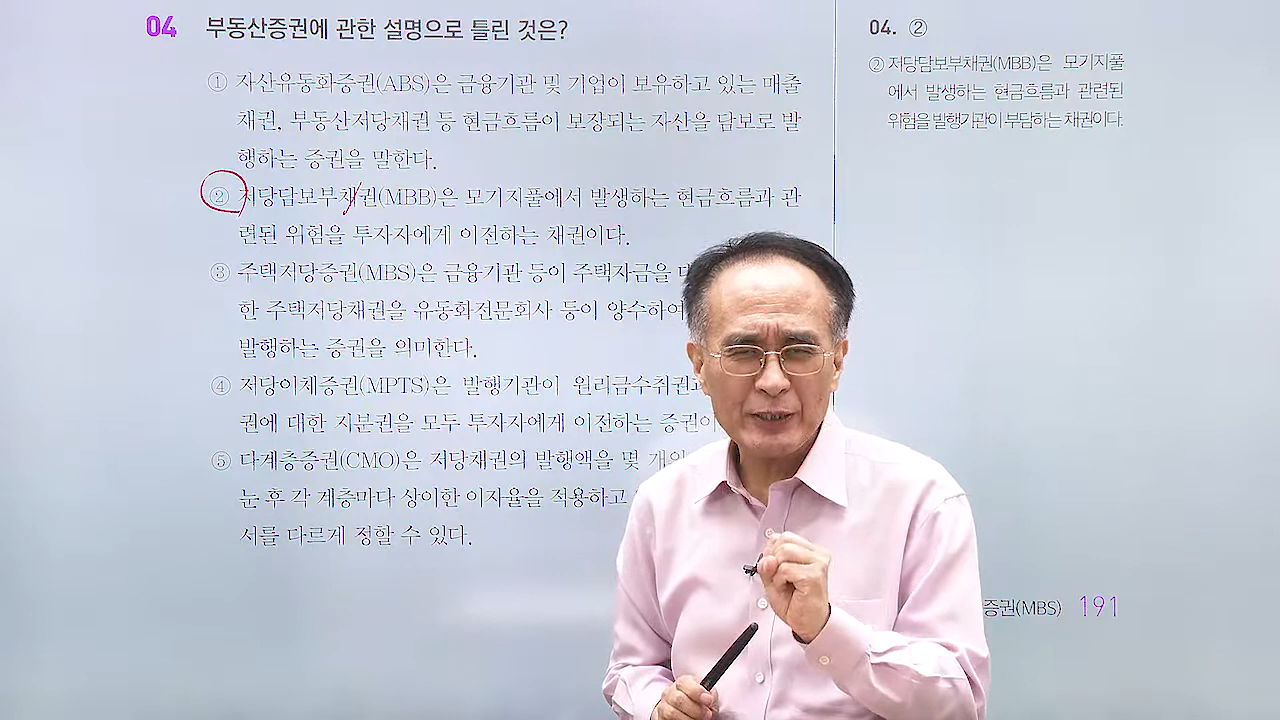 04 부동산증권에 관한 설명으로 틀린 것은?
① 자산유동화증권(ABS)은 금융기관 및 기업이 보유하고 있는 매출
채권, 부동산저당채권 등 현금흐름이 보장되는 자산을 담보로 발
행하는 증권을 말한다.
② 저당담보부채권(MBB)은 모기지풀에서 발생하는 현금흐름과 관
련된 위험을 투자자에게 이전하는 채권이다.
③ 주택저당증권(MBS)은 금융기관 등이 주택자금을
한 주택저당채권을 유동화전문회사 등이 양수하여
발행하는 증권을 의미한다.
④ 저당이체증권(MPTS)은 발행기관이 원리금수취권과
권에 대한 지분권을 모두 투자자에게 이전하는 증권이
⑤ 다계층증권(CMO)은 저당채권의 발행액을 몇 개의
눈 후 각 계층마다 상이한 이자율을 적용하고
서를 다르게 정할 수 있다.
04. ②
② 저당담보부채권(MBB)은 모기지풀
에서 발생하는 현금흐름과 관련된
위험을 발행기관이 부담하는 채권이다.
증권(MBS) 191